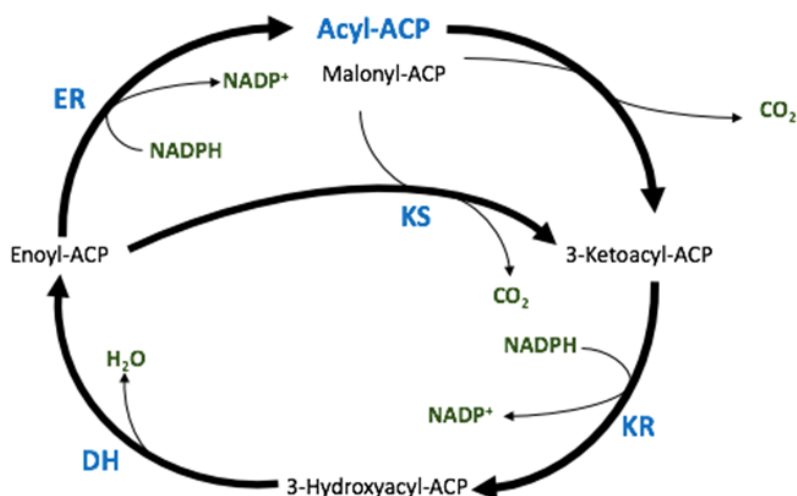 Acyl-ACP
Malonyl-ACP
ER
NADP⁺
NADPH
CO₂
KS
Enoyl-ACP
3-Ketoacyl-ACP
CO₂
NADPH
H₂O
NADP⁺
KR
DH
3-Hydroxyacyl-ACP